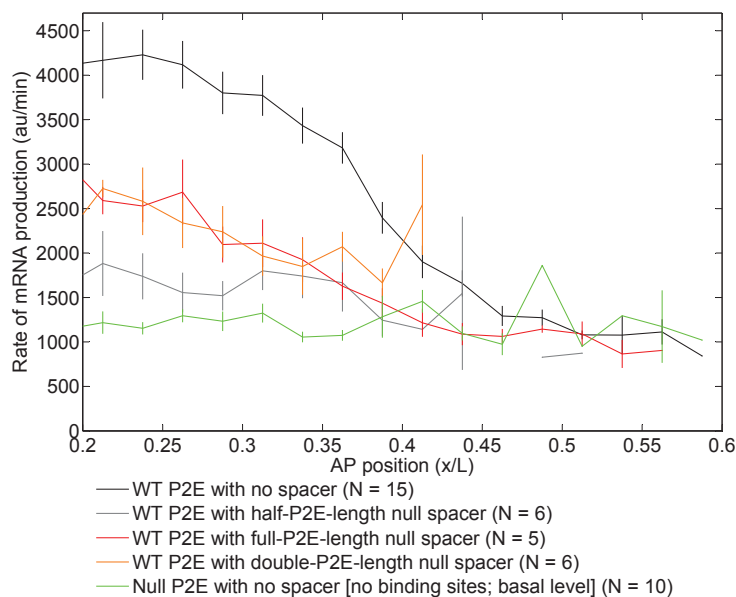 Rate of mRNA production (au/min)
4500
4000
3500
3000
2500
2000
1500
1000
500
0
0.2 0.25 0.3 0.35 0.4 0.45 0.5 0.55 0.6
AP position (x/L)
WT P2E with no spacer (N = 15)
WT P2E with half-P2E-length null spacer (N = 6)
WT P2E with full-P2E-length null spacer (N = 5)
WT P2E with double-P2E-length null spacer (N = 6)
Null P2E with no spacer [no binding sites; basal level] (N = 10)